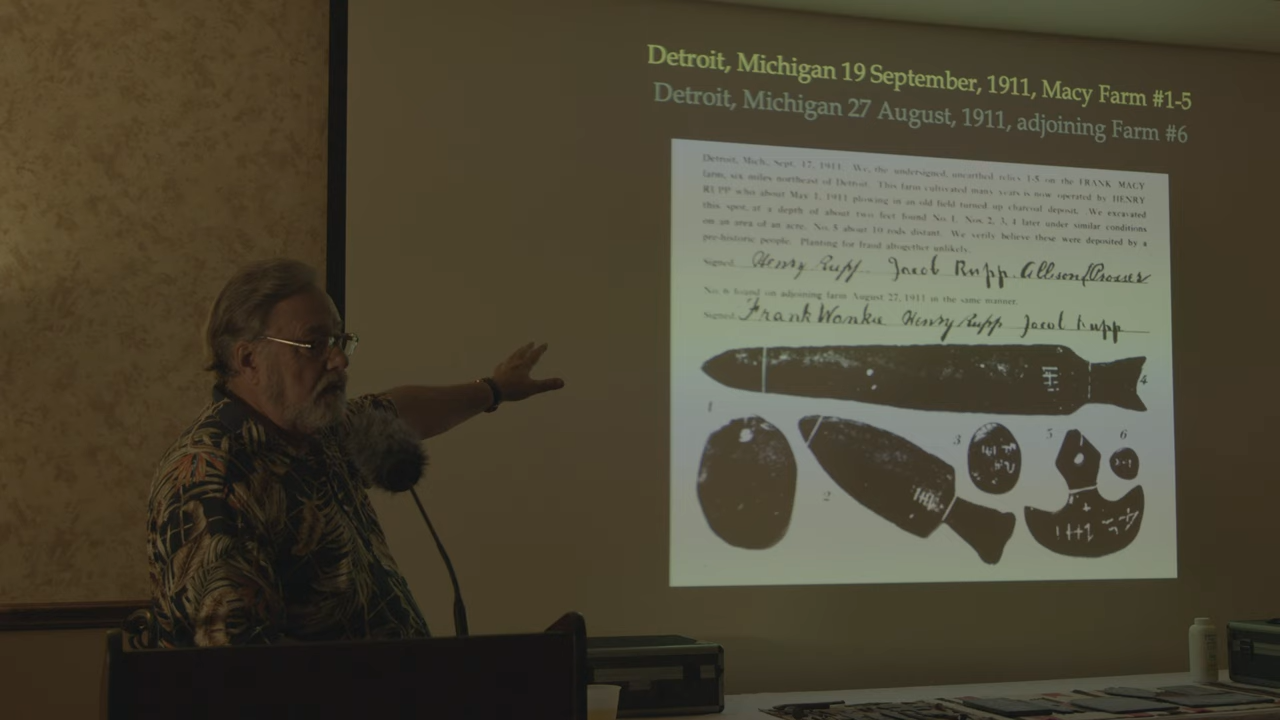 Detroit, Michigan 19 September, 1911, Macy Farm #1-5
Detroit, Michigan 27 August, 1911, adjoining Farm #6
Detroit, Mich., Sept. 17, 1911. We, the undersigned, unearthed relics 1-5 on the FRANK MACY
farm, six miles northeast of Detroit. This farm cultivated many years is now operated by HENRY
RUPP who about May 1, 1911 plowing in an old field turned up charcoal deposit. We excavated
this spot, at a depth of about two feet found No. 1. Nos. 2, 3, 4 later under similar conditions
on an area of an acre. No. 5 about 10 rods distant. We verily believe these were deposited by a
pre-historic people. Planting for fraud altogether unlikely.
Signed. Henry Rupp. Jacob Rupp. Allison Prosser
No. 6 found on adjoining farm August 27, 1911 in the same manner.
Signed. Frank Wonka Henry Rupp Jacob Rupp
4
1
2
3
5
6